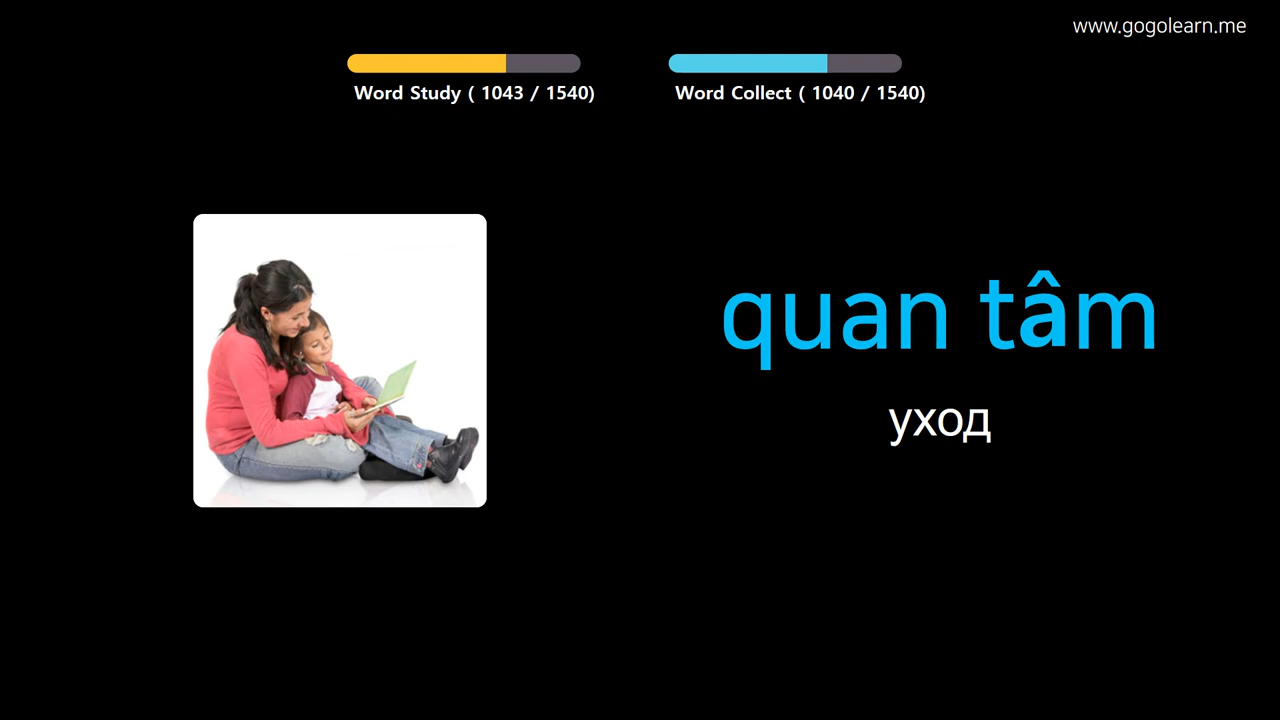 www.gogolearn.me
Word Study ( 1043 / 1540)
Word Collect ( 1040 / 1540)
quan tâm
уход